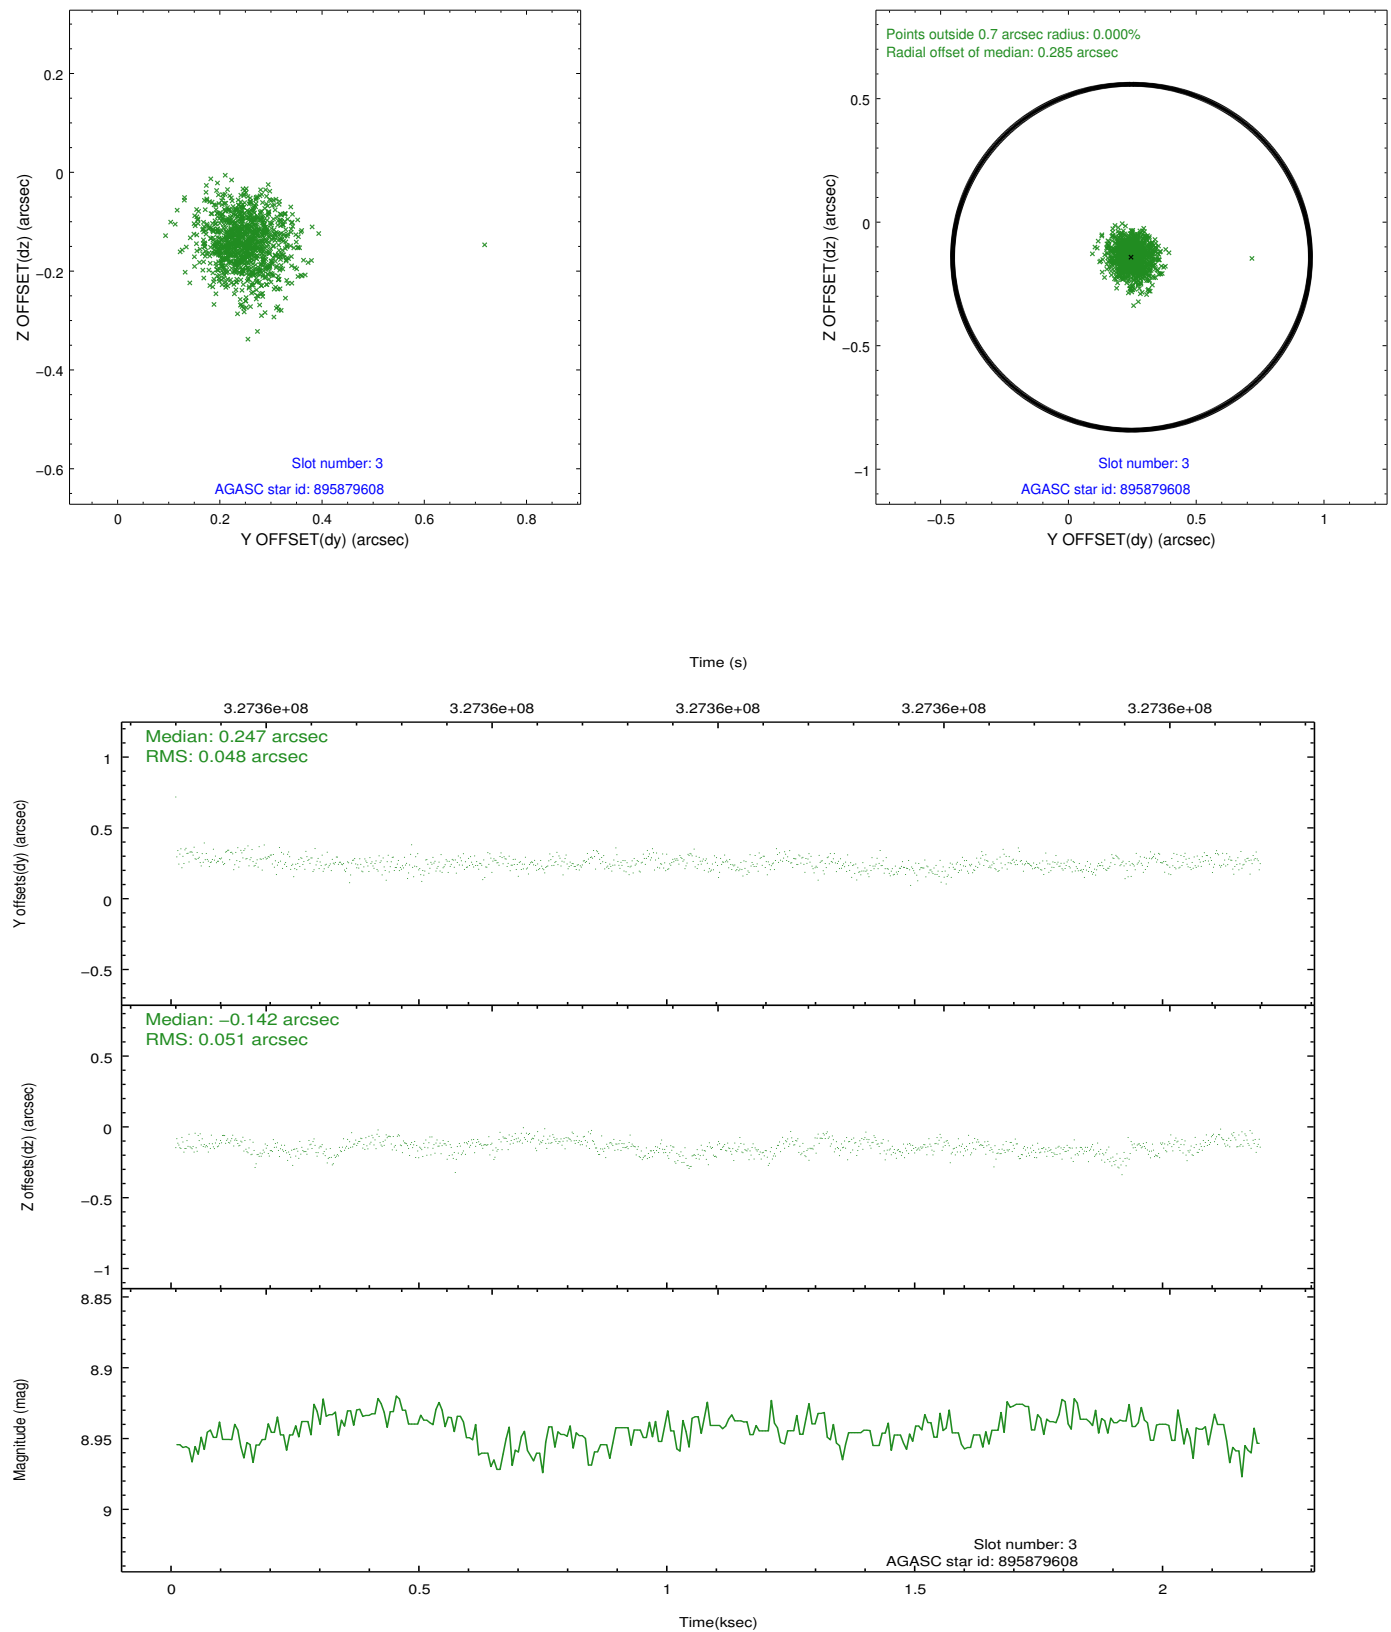 0.2
0
−0.2
−0.4
−0.6
Z OFFSET(dz) (arcsec)
Slot number: 3
AGASC star id: 895879608
0 0.2 0.4 0.6 0.8
Y OFFSET(dy) (arcsec)
Points outside 0.7 arcsec radius: 0.000%
Radial offset of median: 0.285 arcsec
0.5
0
−0.5
−1
Z OFFSET(dz) (arcsec)
Slot number: 3
AGASC star id: 895879608
−0.5 0 0.5 1
Y OFFSET(dy) (arcsec)
Time (s)
3.2736e+08 3.2736e+08 3.2736e+08 3.2736e+08 3.2736e+08
Median: 0.247 arcsec
RMS: 0.048 arcsec
1
0.5
0
−0.5
Y offsets(dy) (arcsec)
Median: −0.142 arcsec
RMS: 0.051 arcsec
0.5
0
−0.5
−1
Z offsets(dz) (arcsec)
8.85
8.9
8.95
9
Magnitude (mag)
Slot number: 3
AGASC star id: 895879608
0 0.5 1 1.5 2
Time(ksec)